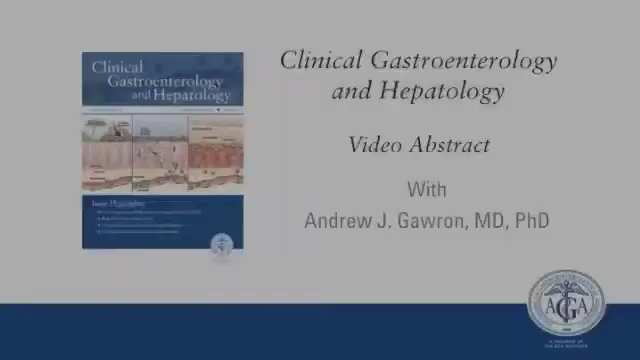 Clinical
Gastroenterology
and Hepatology
Clinical Gastroenterology
and Hepatology
Video Abstract
With
Andrew J. Gawron, MD, PhD
AGA